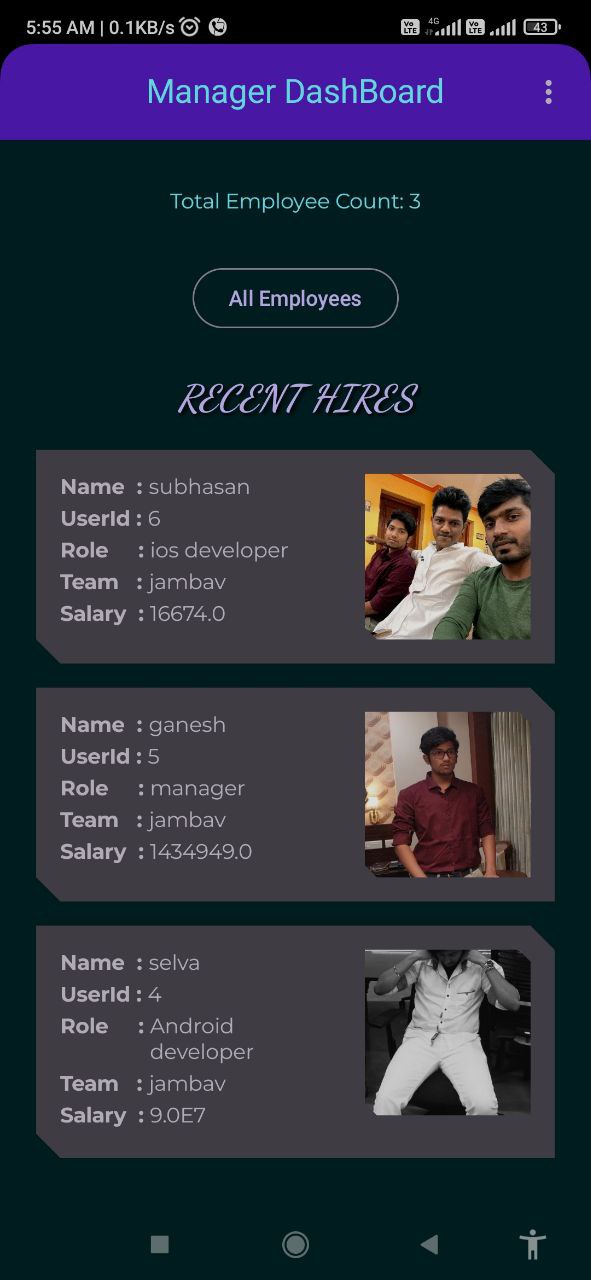 5:55 AM | 0.1KB/s
Vo LTE 4G Vo LTE 43
Manager DashBoard
Total Employee Count: 3
All Employees
RECENT HIRES
Name : subhasan
UserId : 6
Role : ios developer
Team : jambav
Salary : 16674.0
Name : ganesh
UserId : 5
Role : manager
Team : jambav
Salary : 1434949.0
Name : selva
UserId : 4
Role : Android
developer
Team : jambav
Salary : 9.0E7